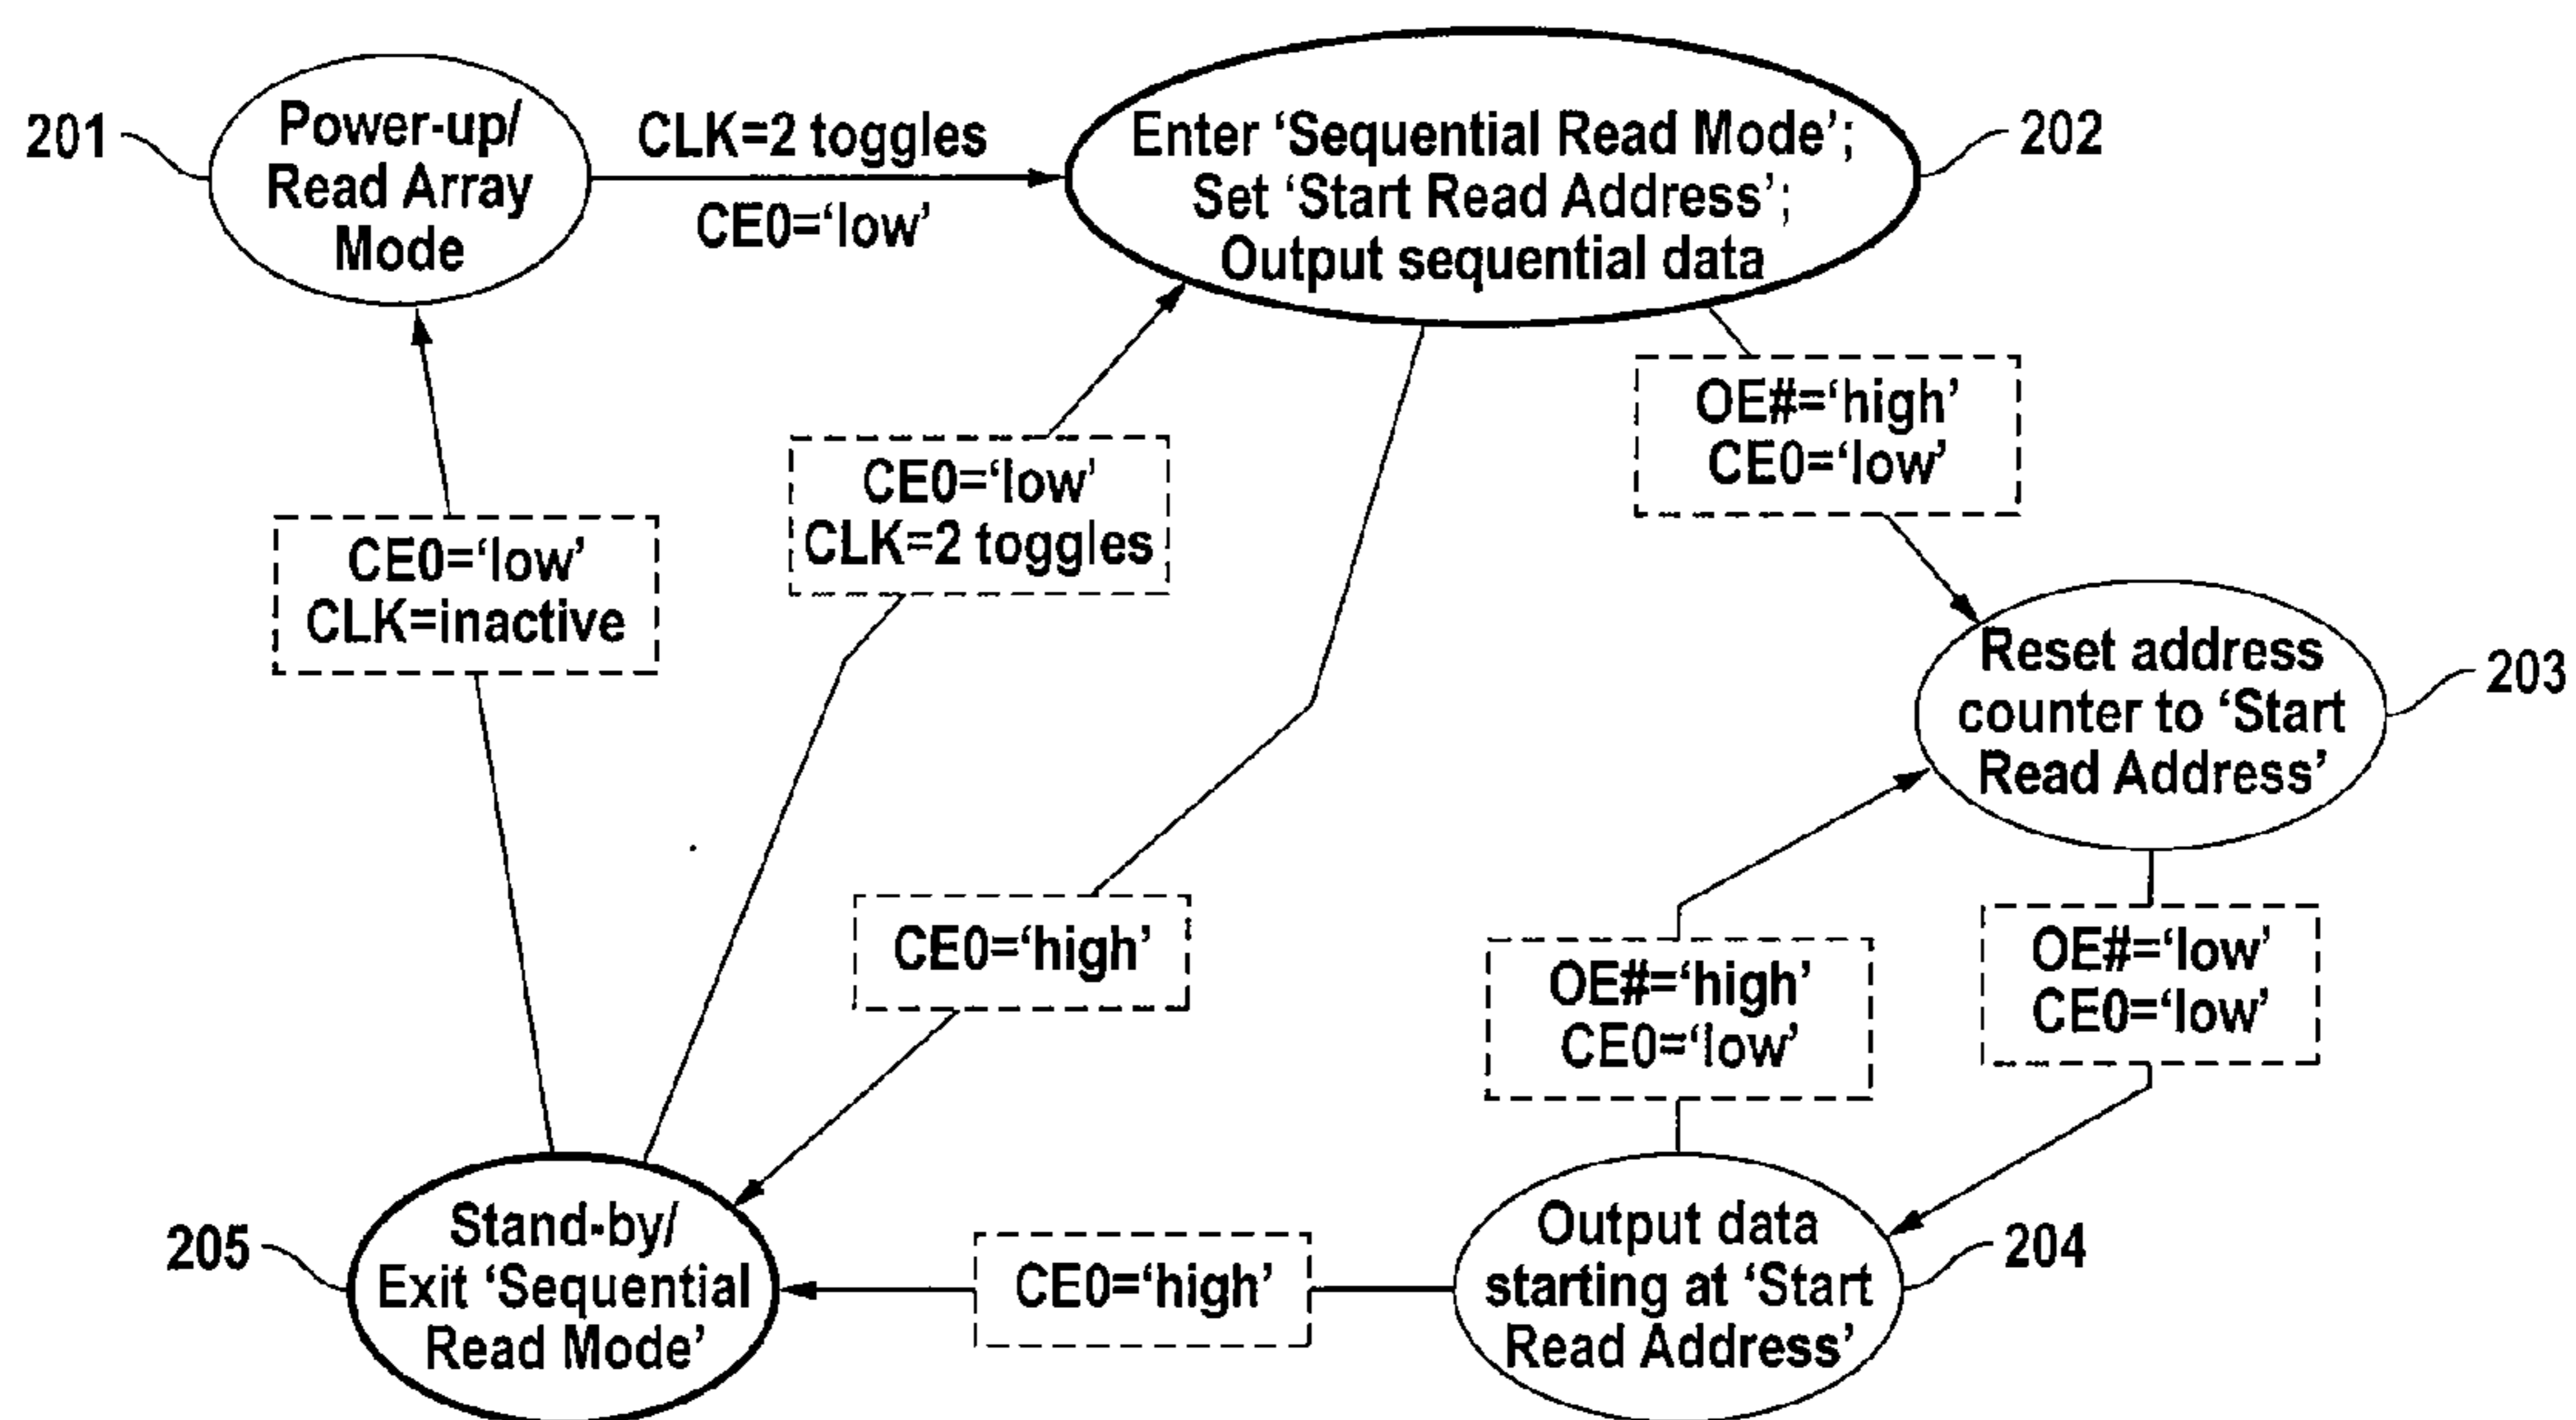 201
Power-up/
Read Array
Mode
CLK=2 toggles
CE0=‘low’
Enter ‘Sequential Read Mode’;
Set ‘Start Read Address’;
Output sequential data
202
OE#=‘high’
CE0=‘low’
CE0=‘low’
CLK=2 toggles
CE0=‘low’
CLK=inactive
Reset address
counter to ‘Start
Read Address’
203
CE0=‘high’
OE#=‘high’
CE0=‘low’
OE#=‘low’
CE0=‘low’
205
Stand-by/
Exit ‘Sequential
Read Mode’
CE0=‘high’
Output data
starting at ‘Start
Read Address’
204